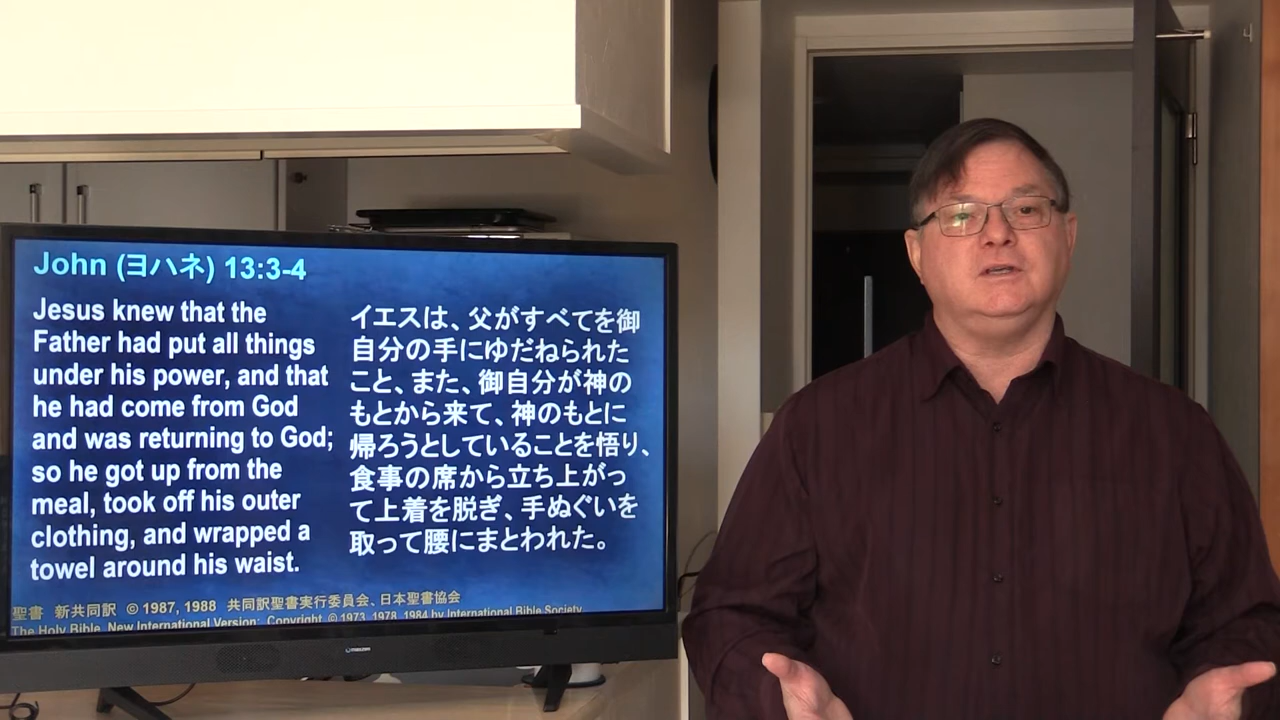 John (ヨハネ) 13:3-4
Jesus knew that the
Father had put all things
under his power, and that
he had come from God
and was returning to God;
so he got up from the
meal, took off his outer
clothing, and wrapped a
towel around his waist.
イエスは、父がすべてを御
自分の手にゆだねられた
こと、また、御自分が神の
もとから来て、神のもとに
帰ろうとしていることを悟り、
食事の席から立ち上がっ
て上着を脱ぎ、手ぬぐいを
取って腰にまとわれた。
聖書 新共同訳 © 1987, 1988 共同訳聖書実行委員会、日本聖書協会
The Holy Bible, New International Version; Copyright © 1973, 1978, 1984 by International Bible Society